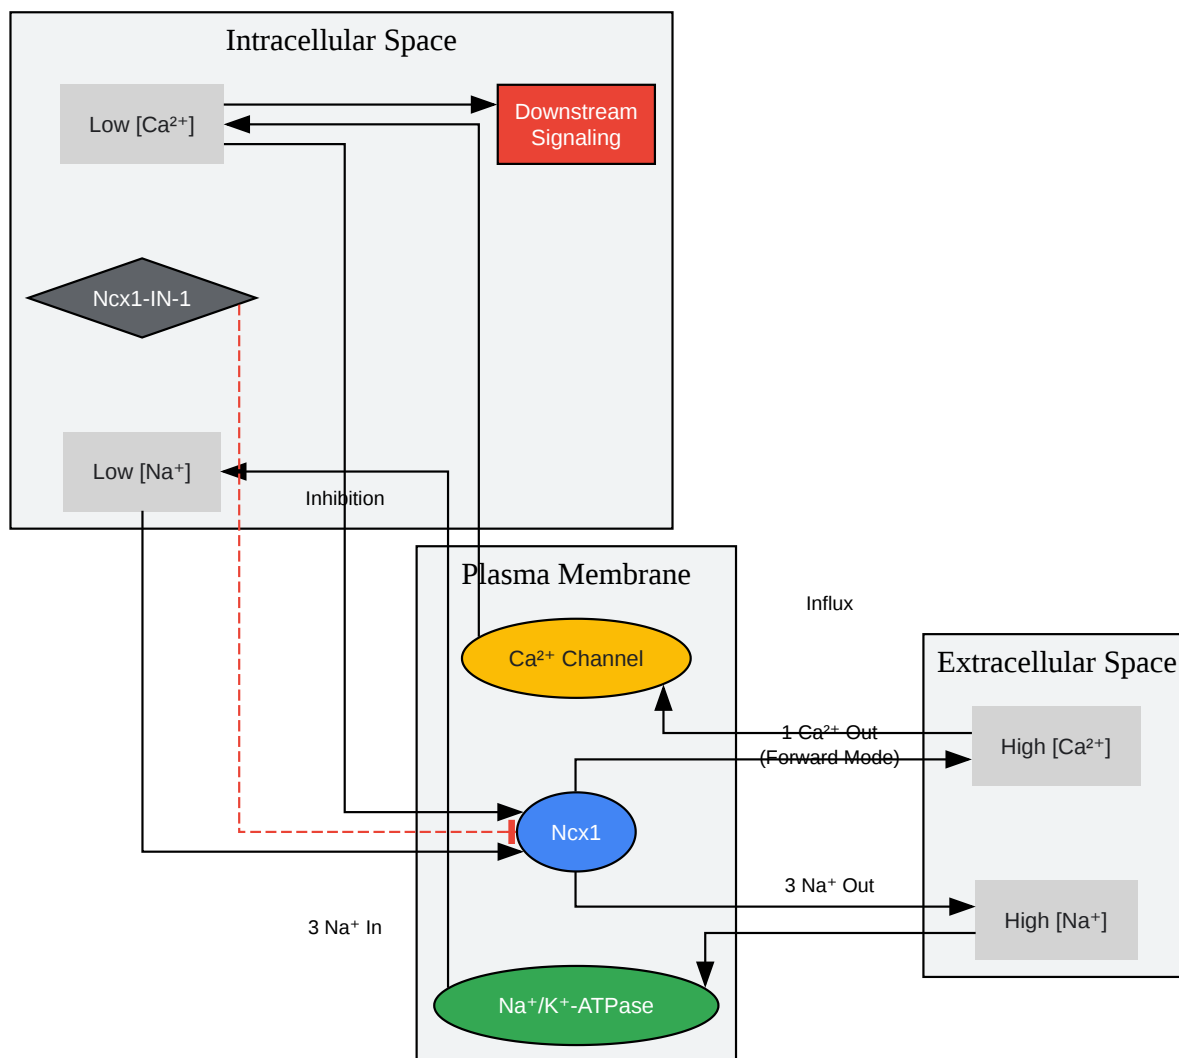 Intracellular Space
Low [Ca²⁺]
Downstream
Signaling
Ncx1-IN-1
Low [Na⁺]
Inhibition
Plasma Membrane
Ca²⁺ Channel
Influx
Extracellular Space
1 Ca²⁺ Out
(Forward Mode)
High [Ca²⁺]
Ncx1
3 Na⁺ Out
High [Na⁺]
3 Na⁺ In
Na⁺/K⁺-ATPase